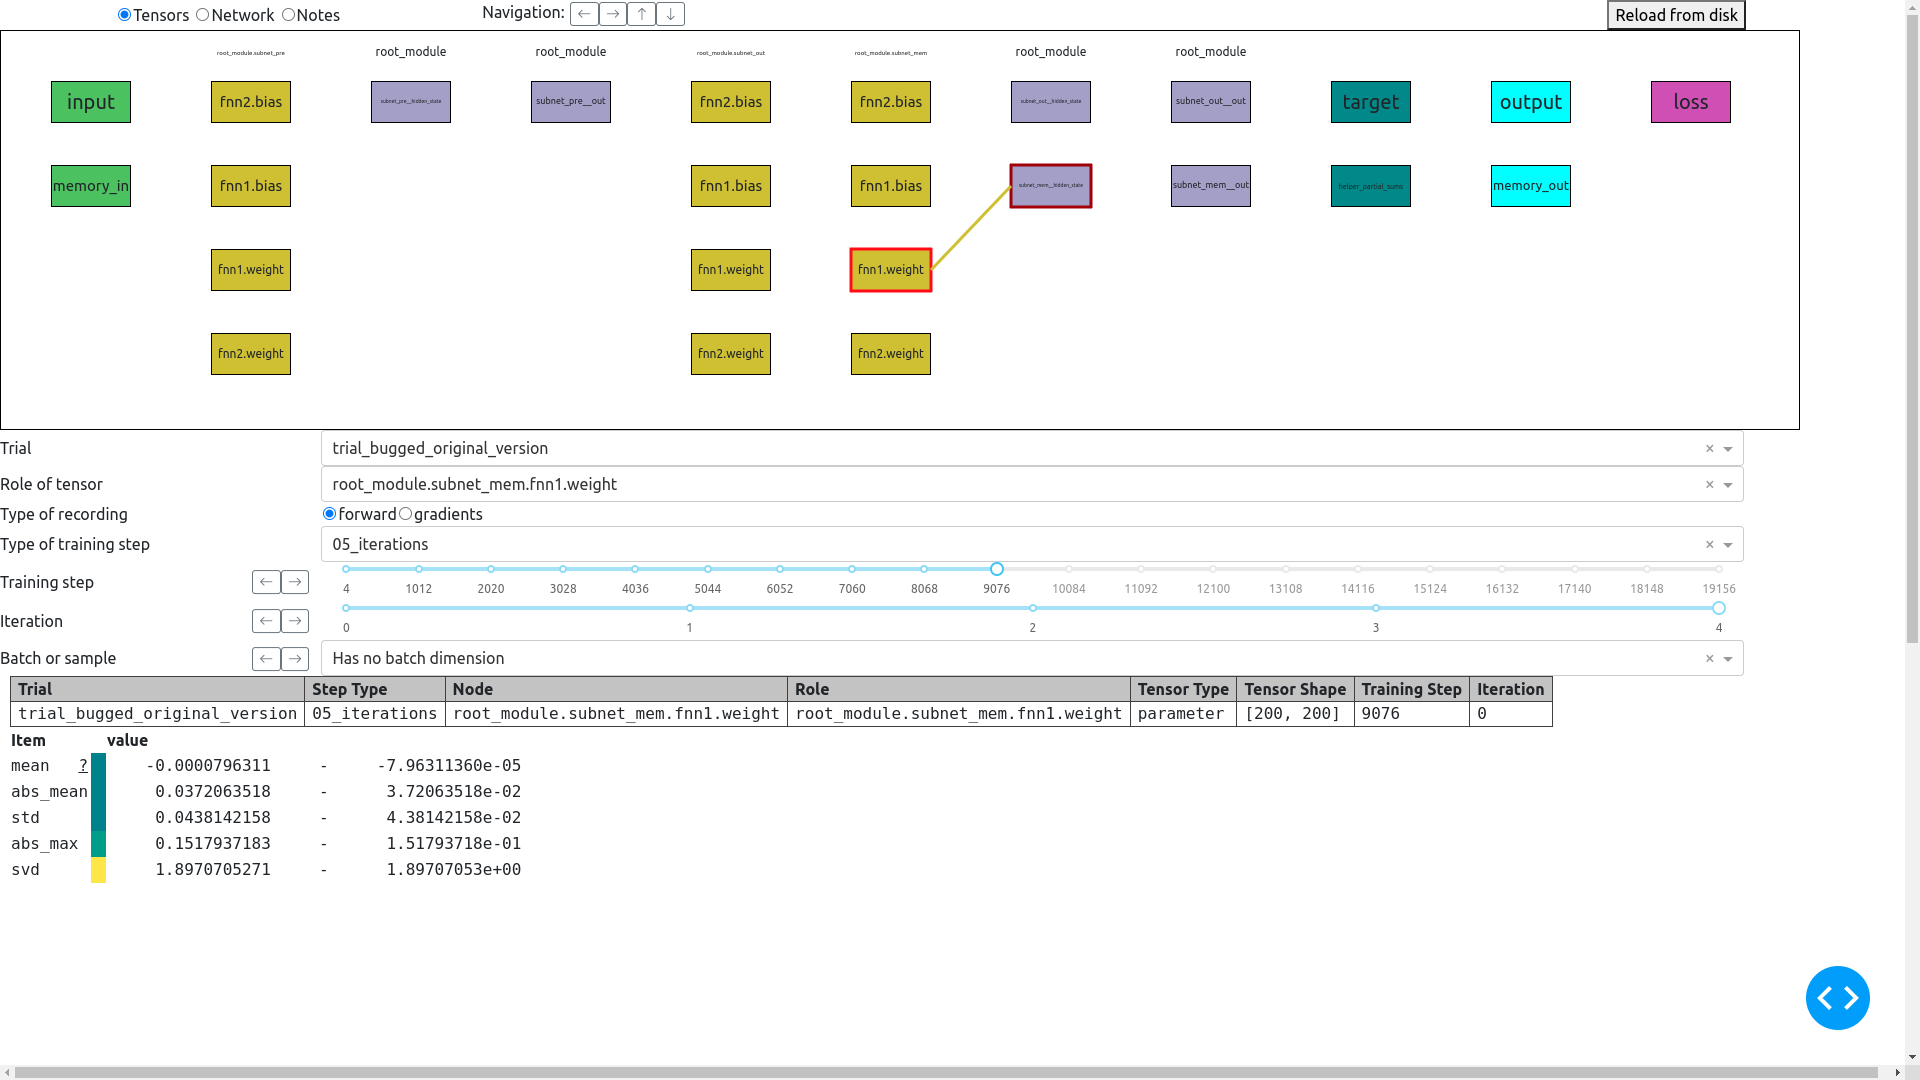 Tensors Network Notes Navigation: ← → ↑ ↓ Reload from disk
root_module.subnet_pre root_module root_module root_module.subnet_out root_module.subnet_mem root_module root_module
input fnn2.bias subnet_pre__hidden_state subnet_pre__out fnn2.bias fnn2.bias subnet_out__hidden_state subnet_out__out target output loss
memory_in fnn1.bias fnn1.bias fnn1.bias subnet_mem__hidden_state subnet_mem__out helper_partial_sums memory_out
fnn1.weight fnn1.weight fnn1.weight
fnn2.weight fnn2.weight fnn2.weight
Trial trial_bugged_original_version ×
Role of tensor root_module.subnet_mem.fnn1.weight ×
Type of recording forward gradients
Type of training step 05_iterations ×
Training step ← → 4 1012 2020 3028 4036 5044 6052 7060 8068 9076 10084 11092 12100 13108 14116 15124 16132 17140 18148 19156
Iteration ← → 0 1 2 3 4
Batch or sample ← → Has no batch dimension ×
Trial Step Type Node Role Tensor Type Tensor Shape Training Step Iteration
trial_bugged_original_version 05_iterations root_module.subnet_mem.fnn1.weight root_module.subnet_mem.fnn1.weight parameter [200, 200] 9076 0
Item value
mean ? -0.0000796311 - -7.96311360e-05
abs_mean 0.0372063518 - 3.72063518e-02
std 0.0438142158 - 4.38142158e-02
abs_max 0.1517937183 - 1.51793718e-01
svd 1.8970705271 - 1.89707053e+00